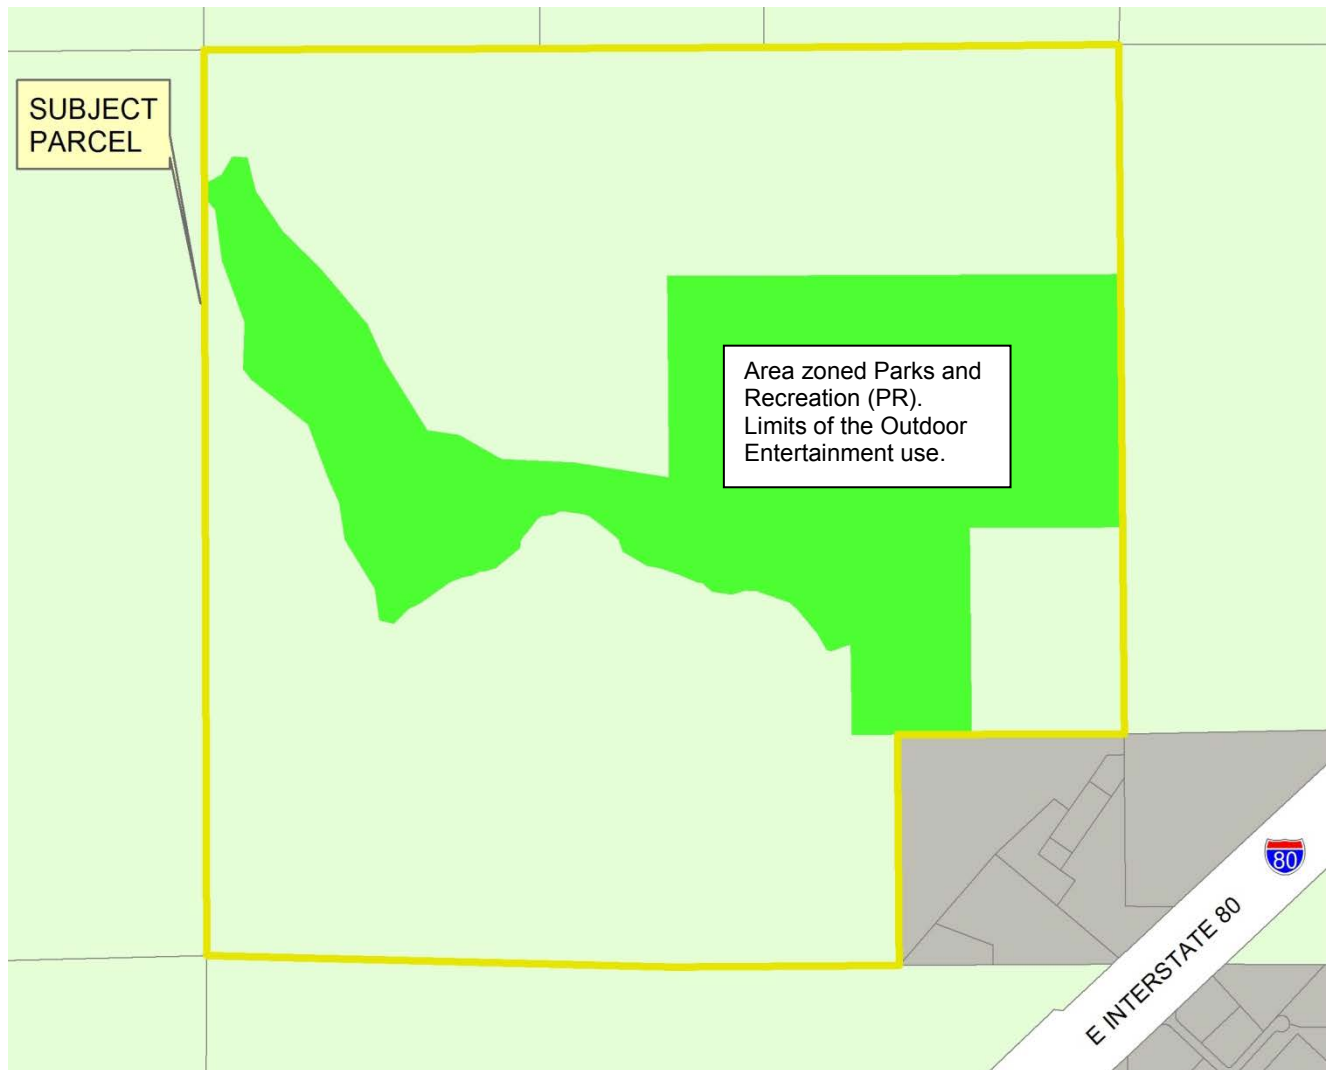 SUBJECT
PARCEL
Area zoned Parks and
Recreation (PR).
Limits of the Outdoor
Entertainment use.
80
E INTERSTATE 80